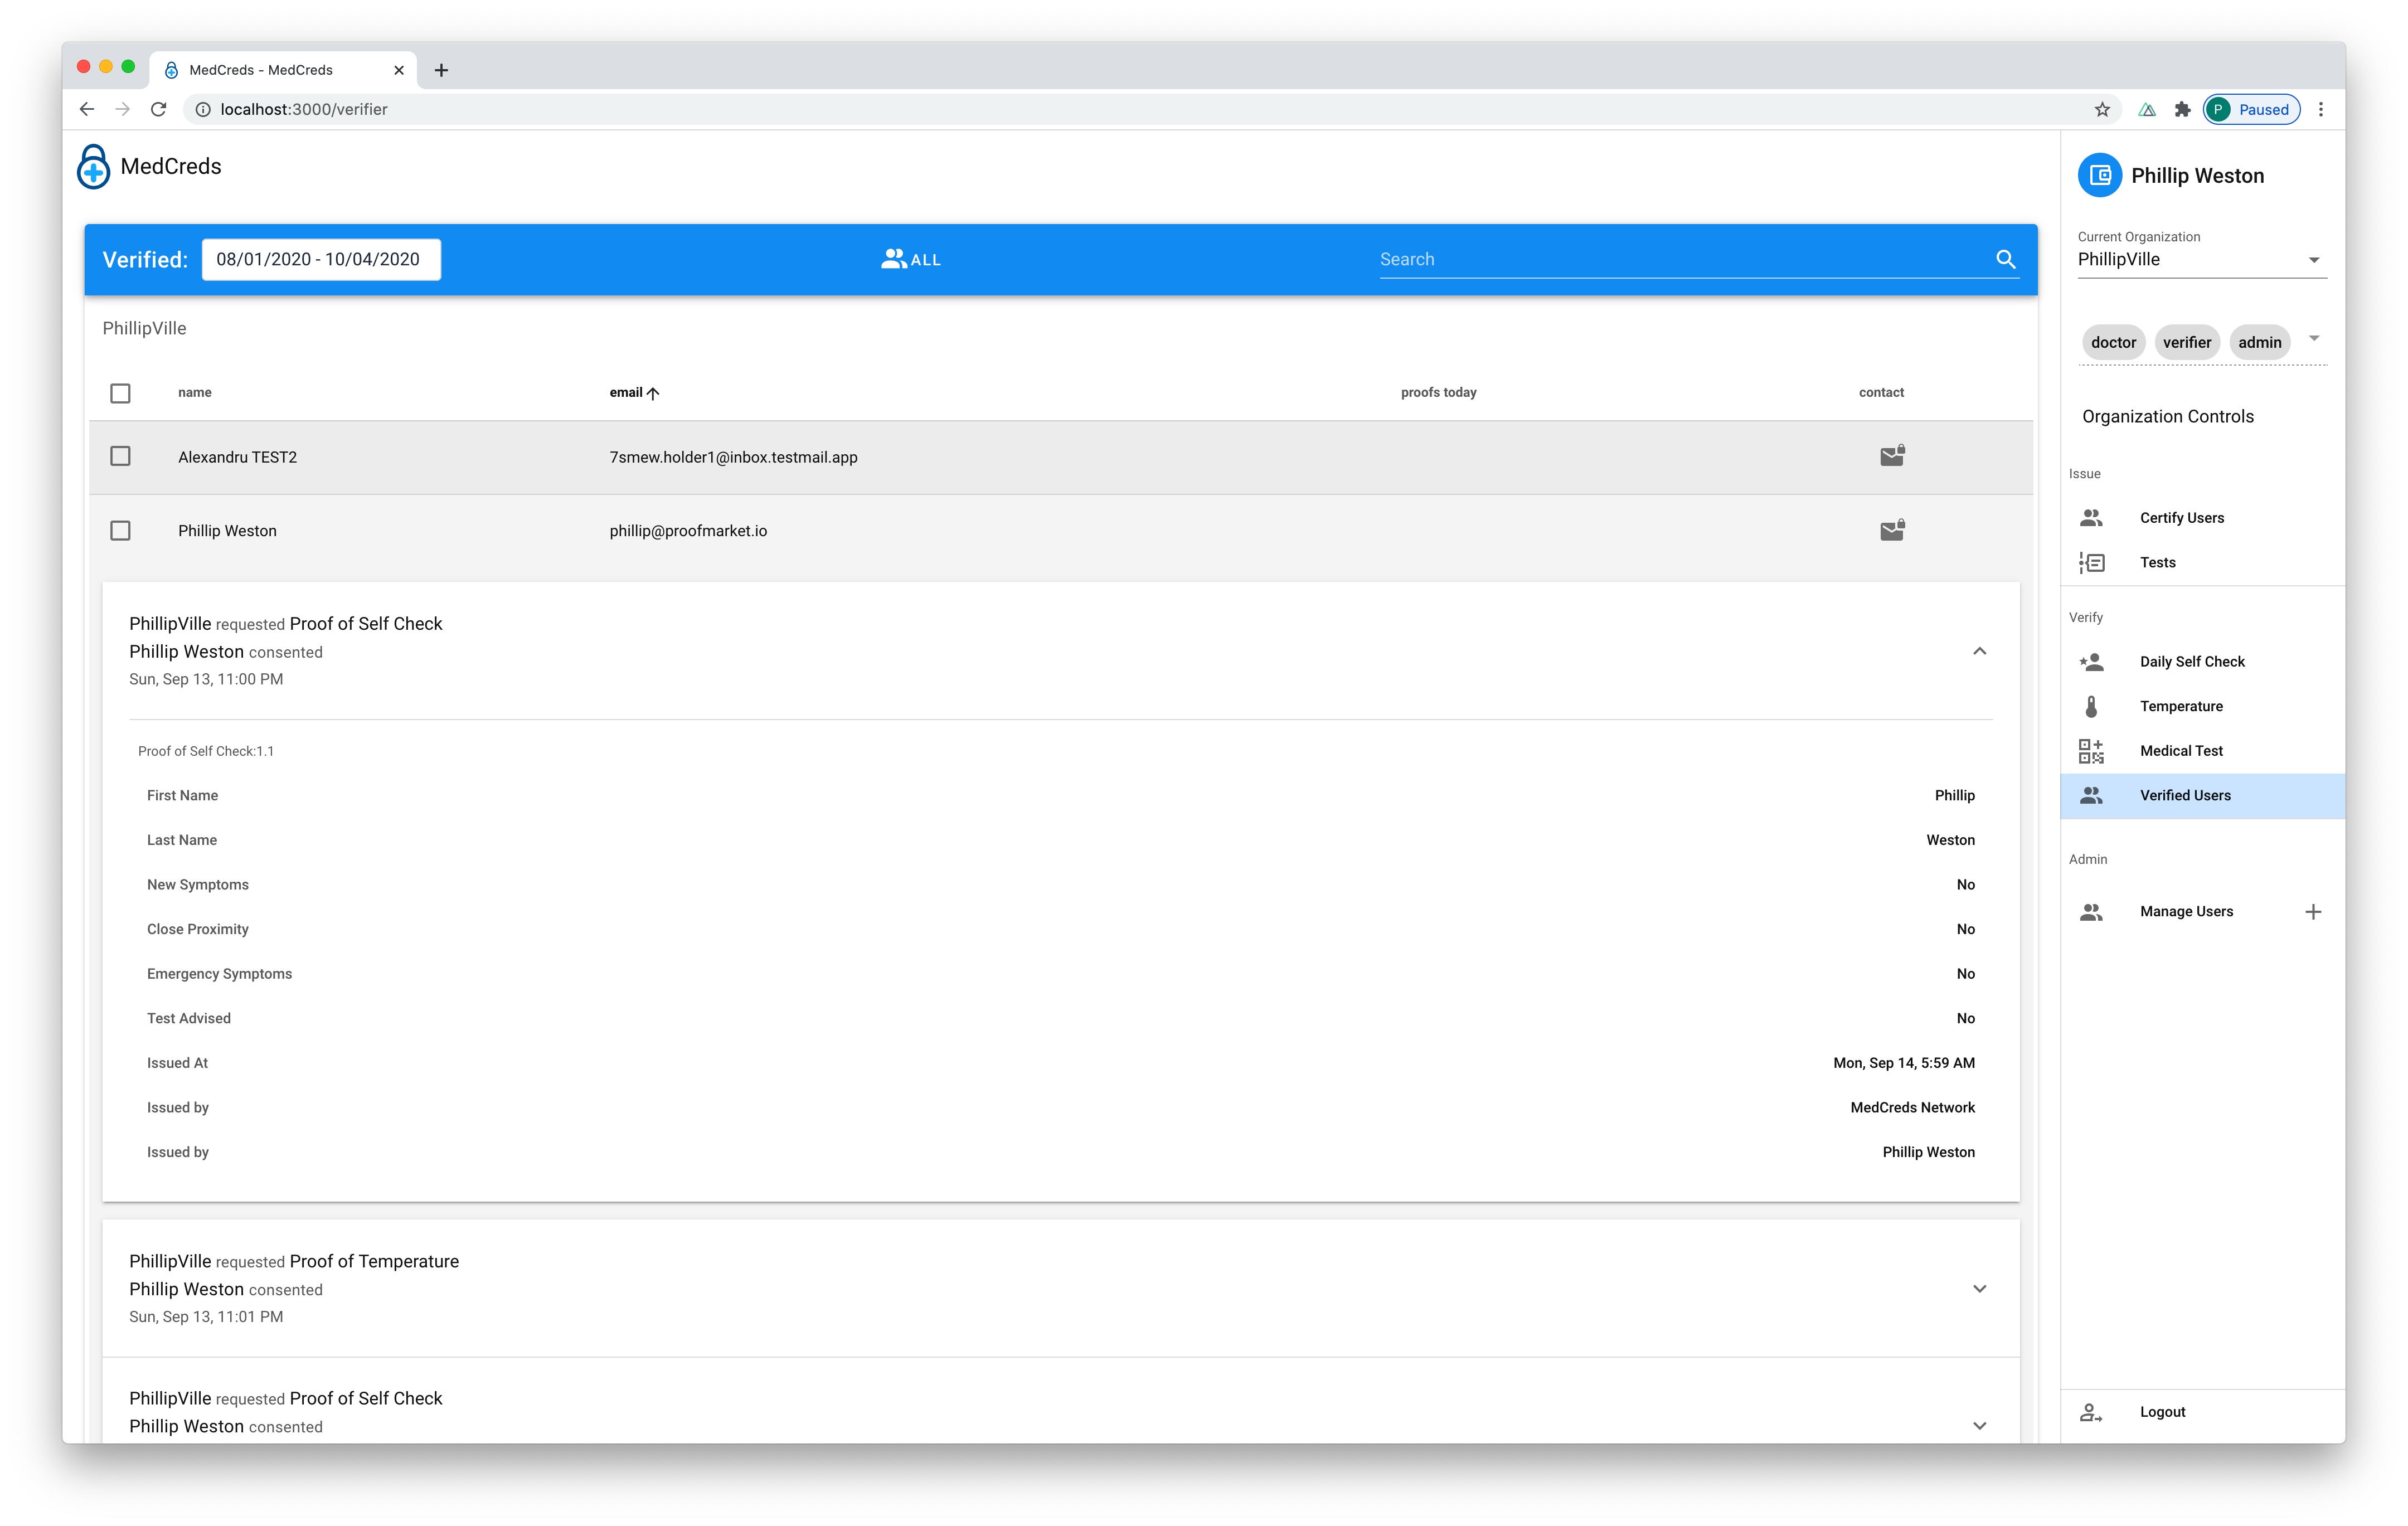 MedCreds - MedCreds
localhost:3000/verifier
P Paused
MedCreds
Verified: 08/01/2020 - 10/04/2020 ALL Search
PhillipVille
name email proofs today contact
Alexandru TEST2 7smew.holder1@inbox.testmail.app
Phillip Weston phillip@proofmarket.io
PhillipVille requested Proof of Self Check
Phillip Weston consented
Sun, Sep 13, 11:00 PM
Proof of Self Check:1.1
First Name Phillip
Last Name Weston
New Symptoms No
Close Proximity No
Emergency Symptoms No
Test Advised No
Issued At Mon, Sep 14, 5:59 AM
Issued by MedCreds Network
Issued by Phillip Weston
PhillipVille requested Proof of Temperature
Phillip Weston consented
Sun, Sep 13, 11:01 PM
PhillipVille requested Proof of Self Check
Phillip Weston consented
Phillip Weston
Current Organization
PhillipVille
doctor verifier admin
Organization Controls
Issue
Certify Users
Tests
Verify
Daily Self Check
Temperature
Medical Test
Verified Users
Admin
Manage Users
Logout